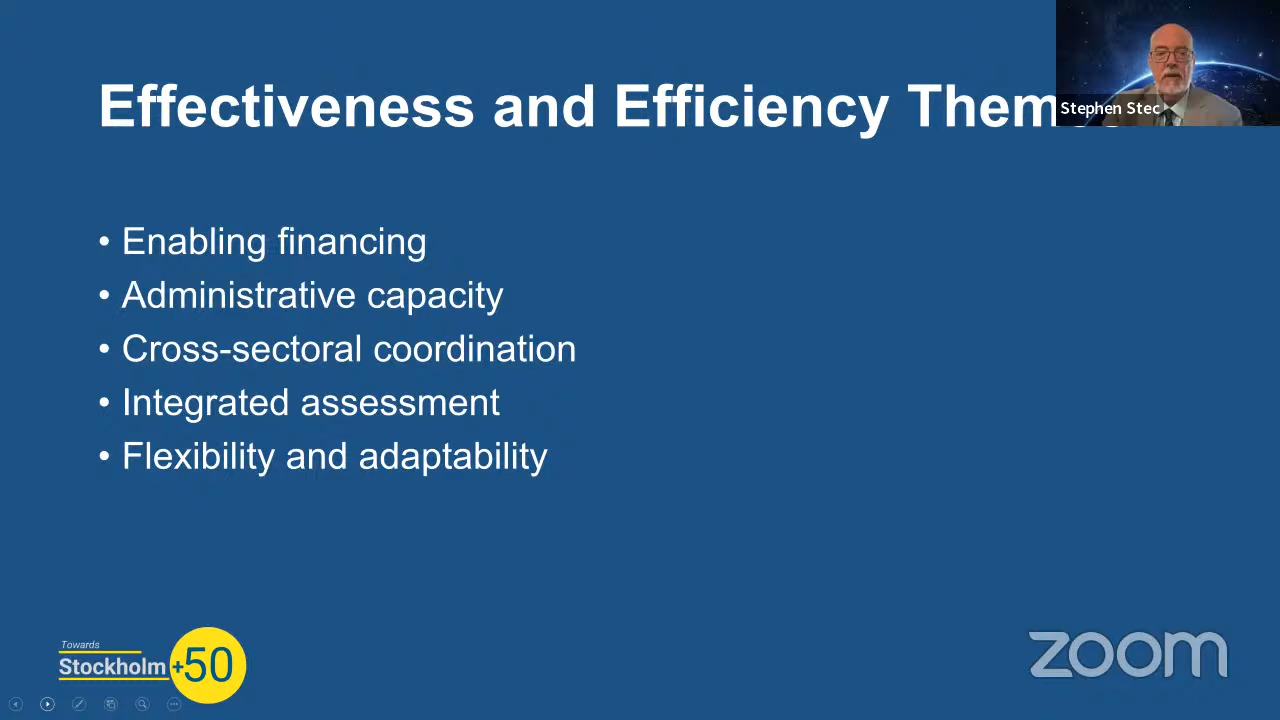 Effectiveness and Efficiency Themes
Stephen Stec
• Enabling financing
• Administrative capacity
• Cross-sectoral coordination
• Integrated assessment
• Flexibility and adaptability
Towards
Stockholm +50
zoom